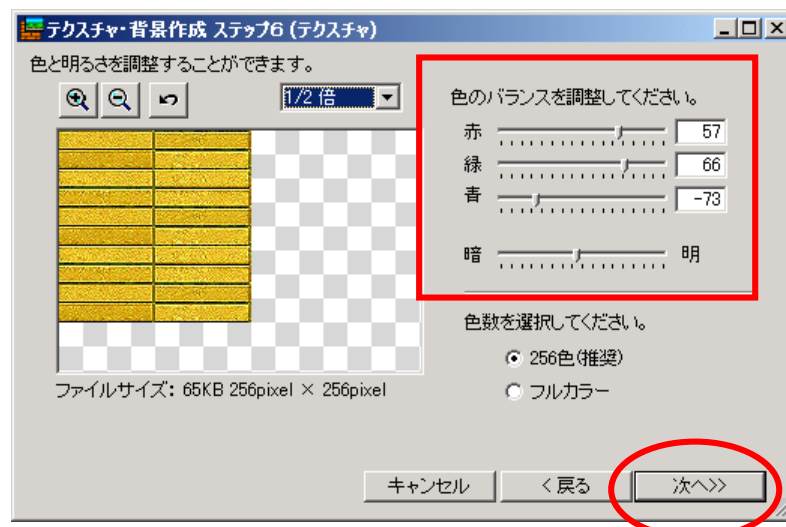 テクスチャ・背景作成 ステップ6 (テクスチャ)
色と明るさを調整することができます。
1/2 倍
色のバランスを調整してください。
赤 57
緑 66
青 -73
暗 明
色数を選択してください。
256色(推奨)
フルカラー
ファイルサイズ: 65KB 256pixel × 256pixel
キャンセル
< 戻る
次へ>>